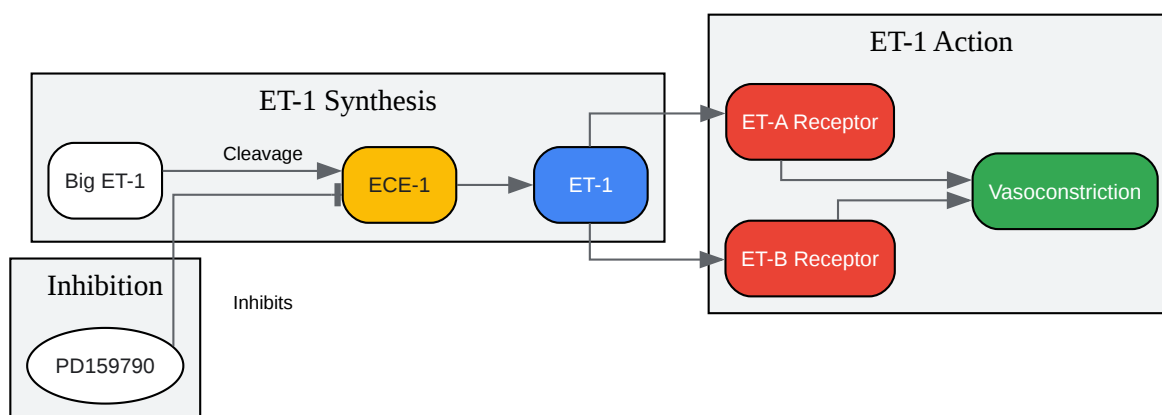 ET-1 Synthesis
Big ET-1
Cleavage
ECE-1
ET-1
Inhibition
Inhibits
PD159790
ET-1 Action
ET-A Receptor
ET-B Receptor
Vasoconstriction